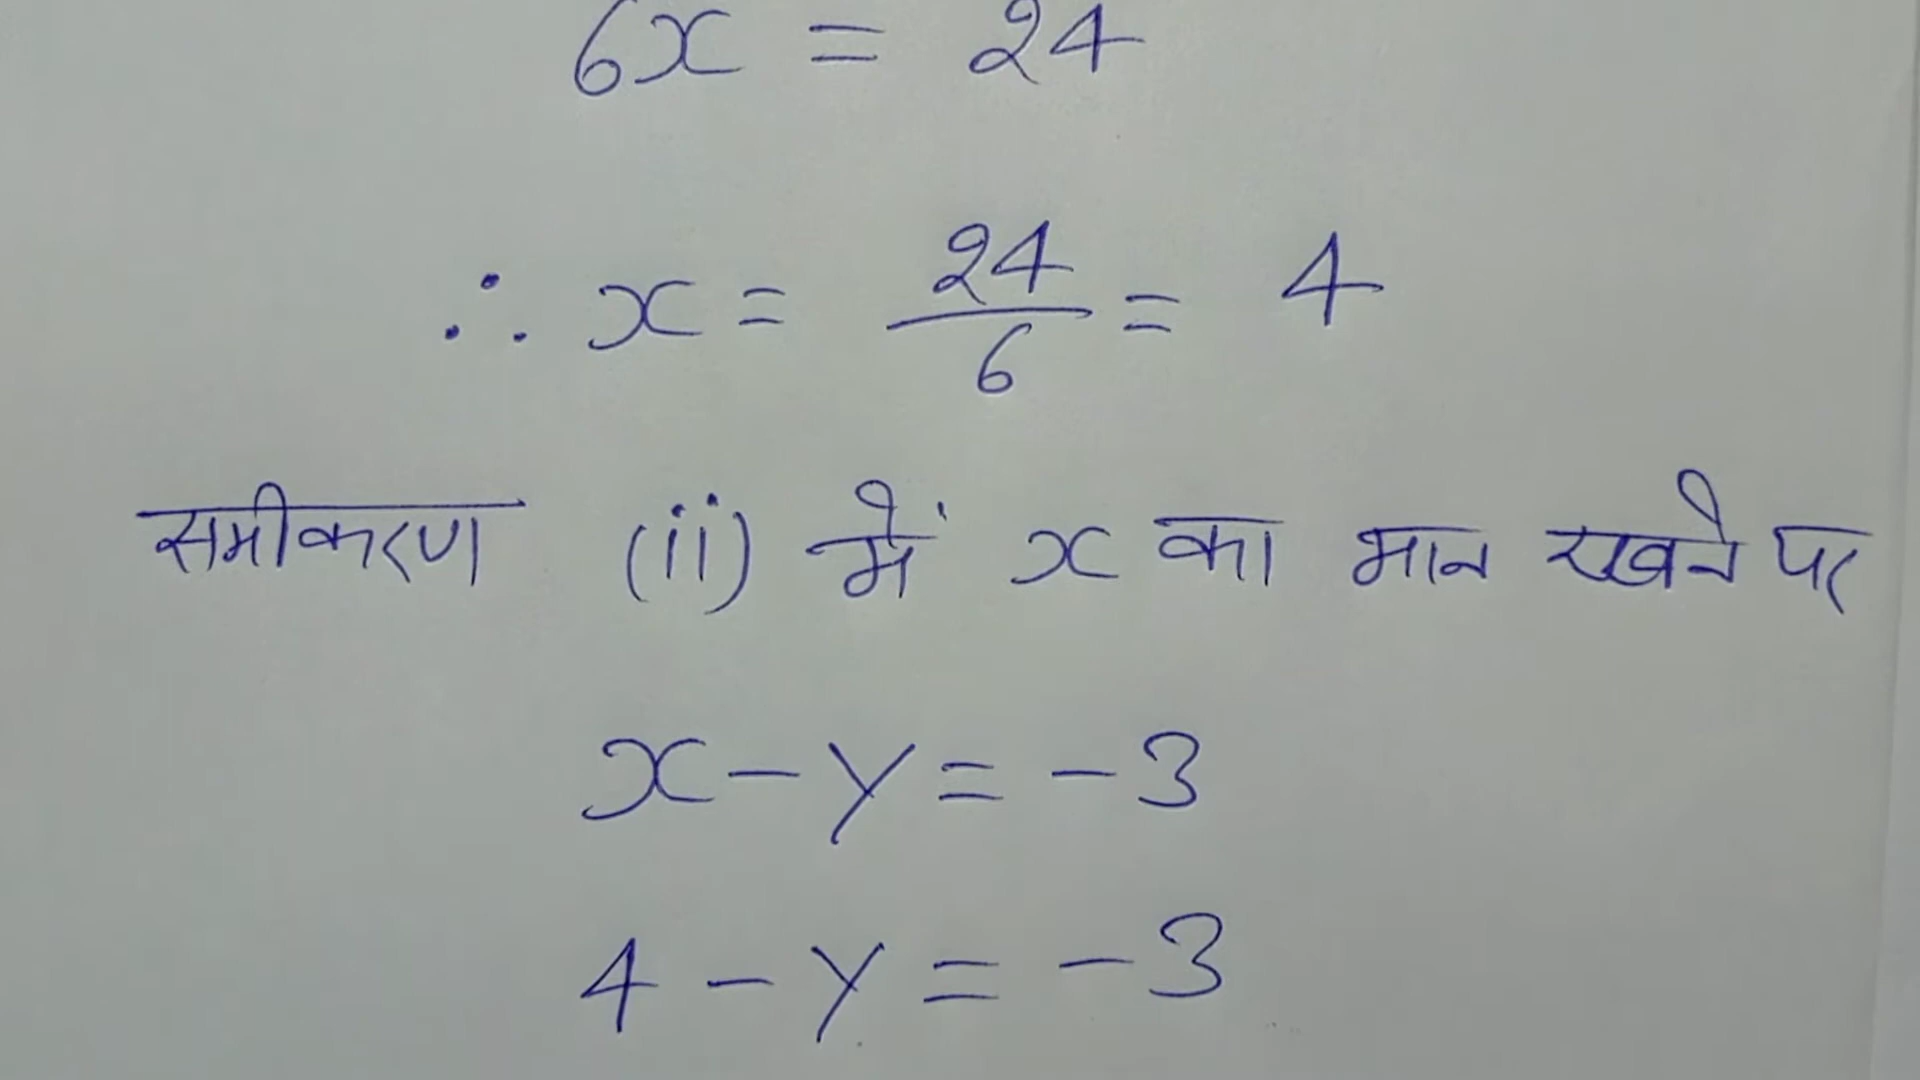 6x = 24
∴ x = 24/6 = 4
समीकरण (ii) में x का मान रखने पर
x - y = - 3
4 - y = - 3